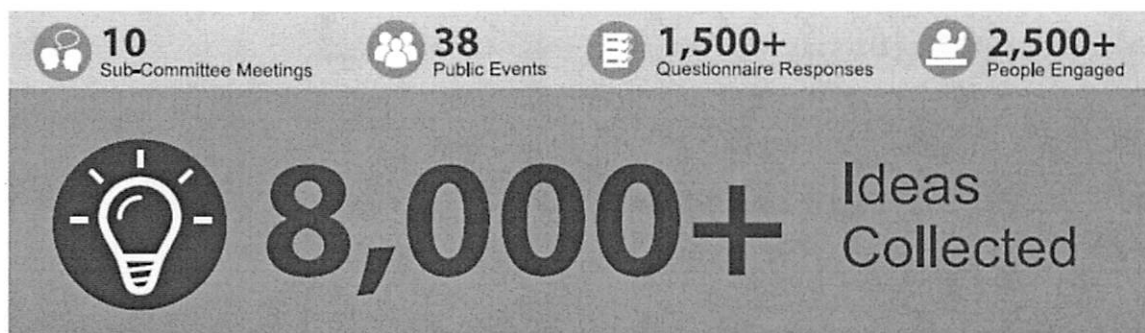 10
Sub-Committee Meetings
38
Public Events
1,500+
Questionnaire Responses
2,500+
People Engaged
8,000+
Ideas
Collected